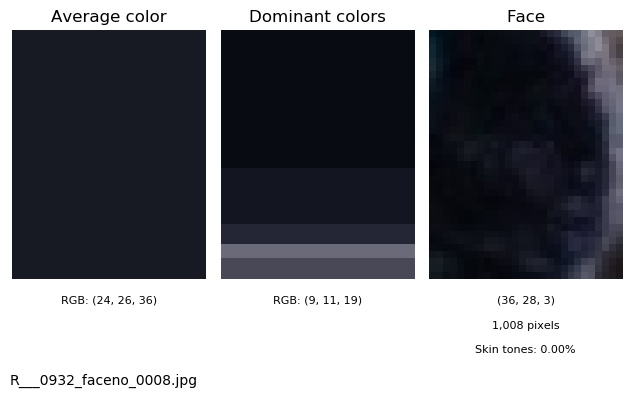 Average color
Dominant colors
Face
RGB: (24, 26, 36)
RGB: (9, 11, 19)
(36, 28, 3)
1,008 pixels
Skin tones: 0.00%
R___0932_faceno_0008.jpg